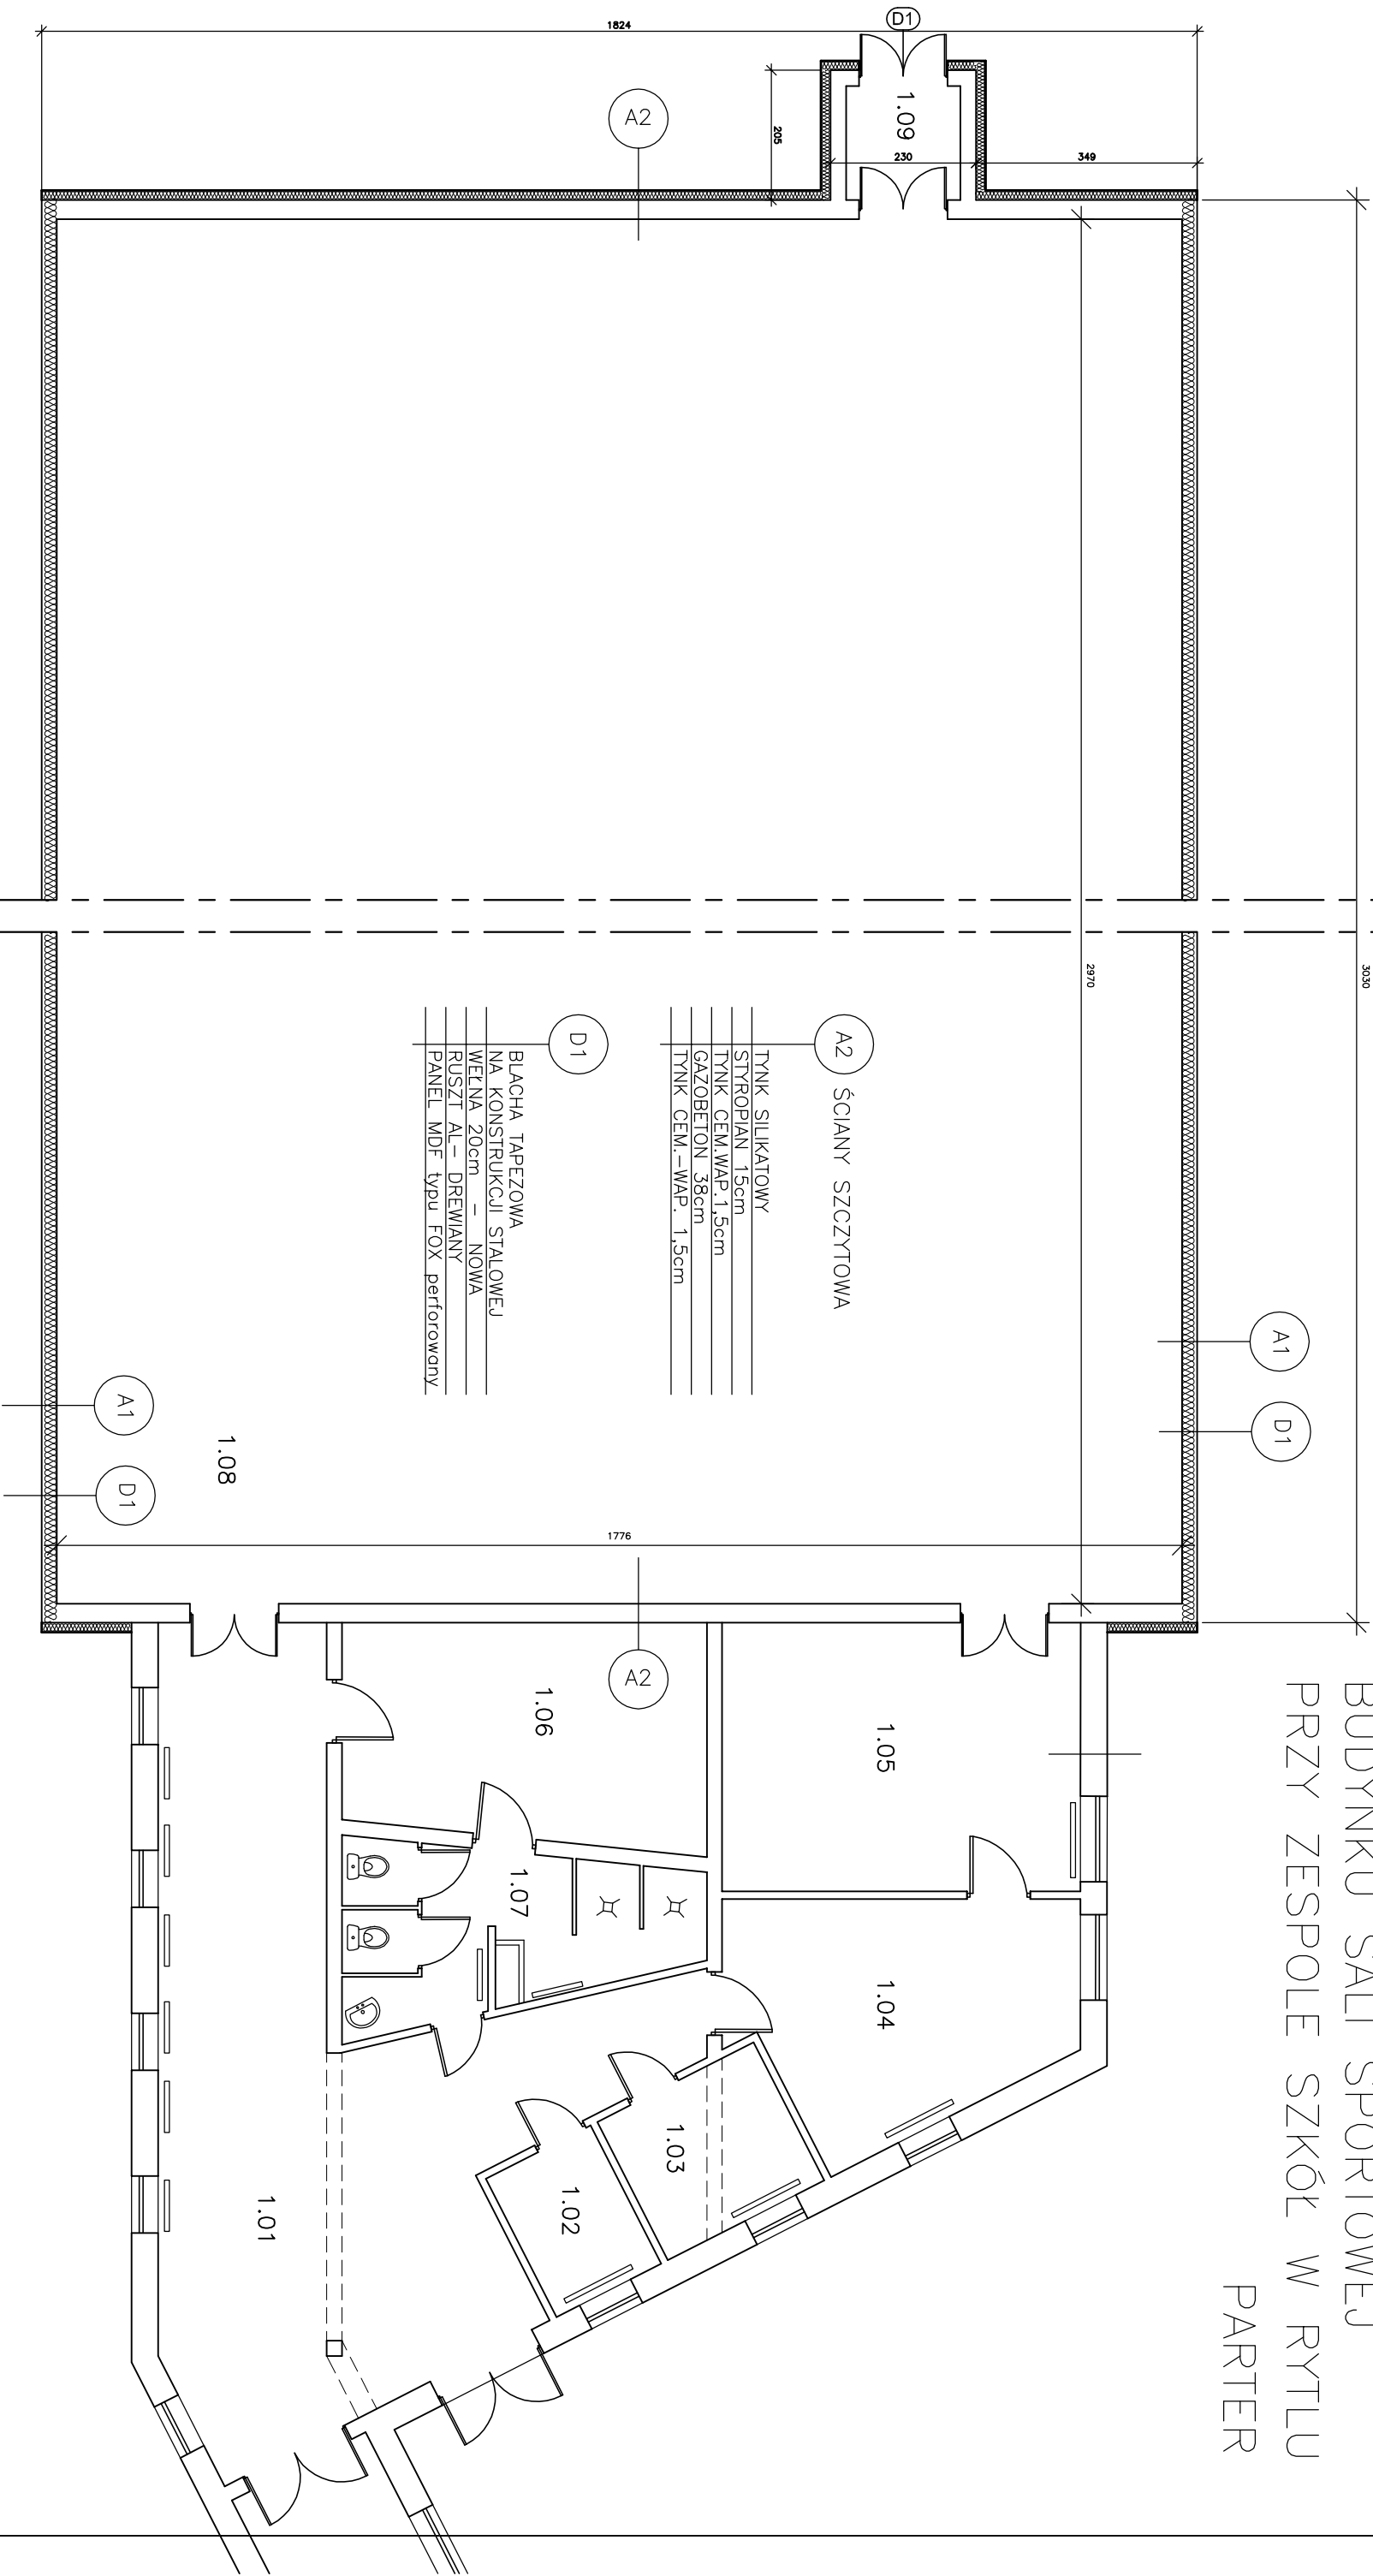 BUDYNKU SALI SPORTOWEJ
PRZY ZESPOLE SZKÓŁ W RYTLU
PARTER
3030
2970
1824
1776
349
230
205
D1
1.09
A2
A1
D1
A2 ŚCIANY SZCZYTOWA
TYNK SILIKATOWY
STYROPIAN 15cm
TYNK CEM.WAP.1,5cm
GAZOBETON 38cm
TYNK CEM.-WAP. 1,5cm
D1
BLACHA TAPEZOWA
NA KONSTRUKCJI STALOWEJ
WEŁNA 20cm - NOWA
RUSZT AL- DREWIANY
PANEL MDF typu FOX perforowany
A1
D1
1.08
A2
1.05
1.06
1.07
1.04
1.03
1.02
1.01